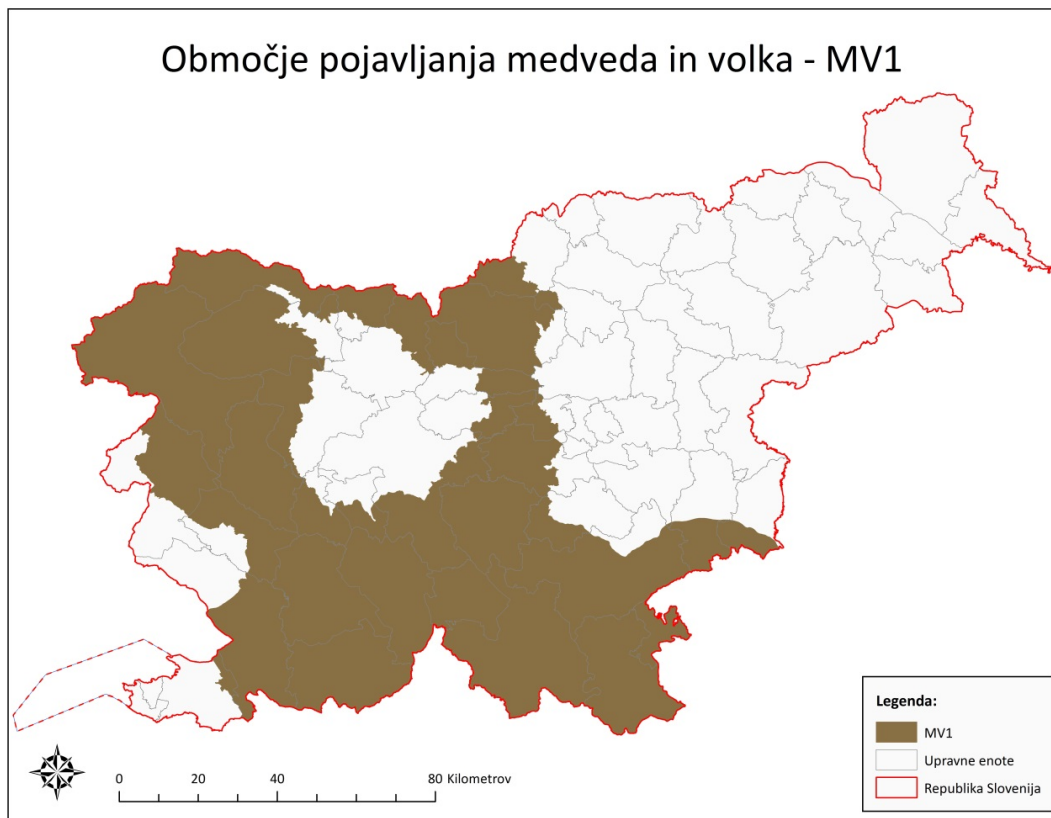 Območje pojavljanja medveda in volka - MV1
Legenda:
MV1
Upravne enote
Republika Slovenija
0 20 40 80 Kilometrov